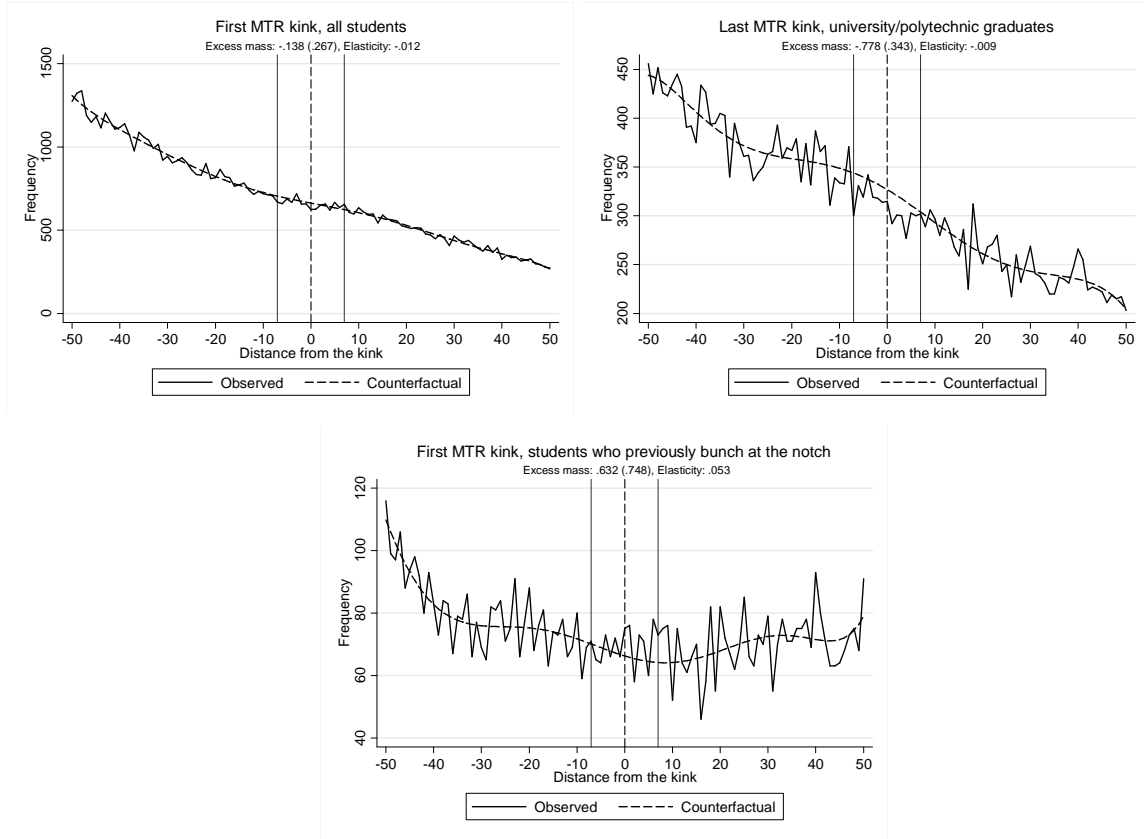 First MTR kink, all students
Excess mass: -.138 (.267), Elasticity: -.012
Frequency
0 500 1000 1500
-50 -40 -30 -20 -10 0 10 20 30 40 50
Distance from the kink
Observed Counterfactual
Last MTR kink, university/polytechnic graduates
Excess mass: -.778 (.343), Elasticity: -.009
Frequency
200 250 300 350 400 450
-50 -40 -30 -20 -10 0 10 20 30 40 50
Distance from the kink
Observed Counterfactual
First MTR kink, students who previously bunch at the notch
Excess mass: .632 (.748), Elasticity: .053
Frequency
40 60 80 100 120
-50 -40 -30 -20 -10 0 10 20 30 40 50
Distance from the kink
Observed Counterfactual